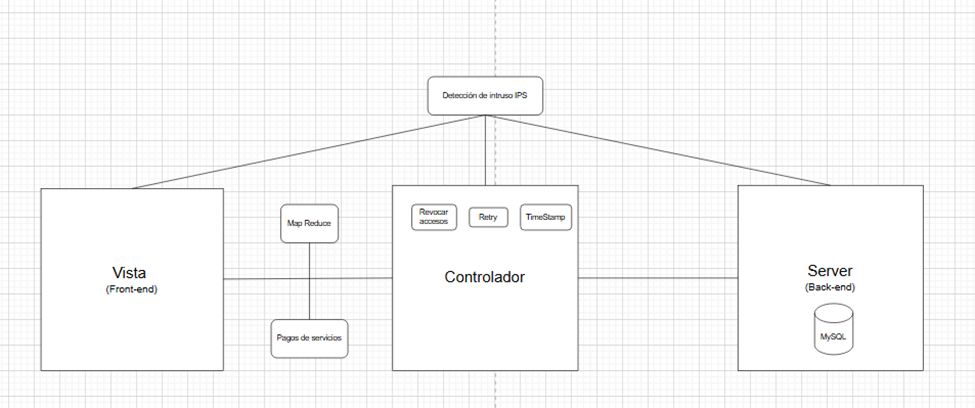 Detección de intruso IPS
Map Reduce
Revocar
accesos
Retry
TimeStamp
Vista
(Front-end)
Controlador
Server
(Back-end)
MySQL
Pagos de servicios